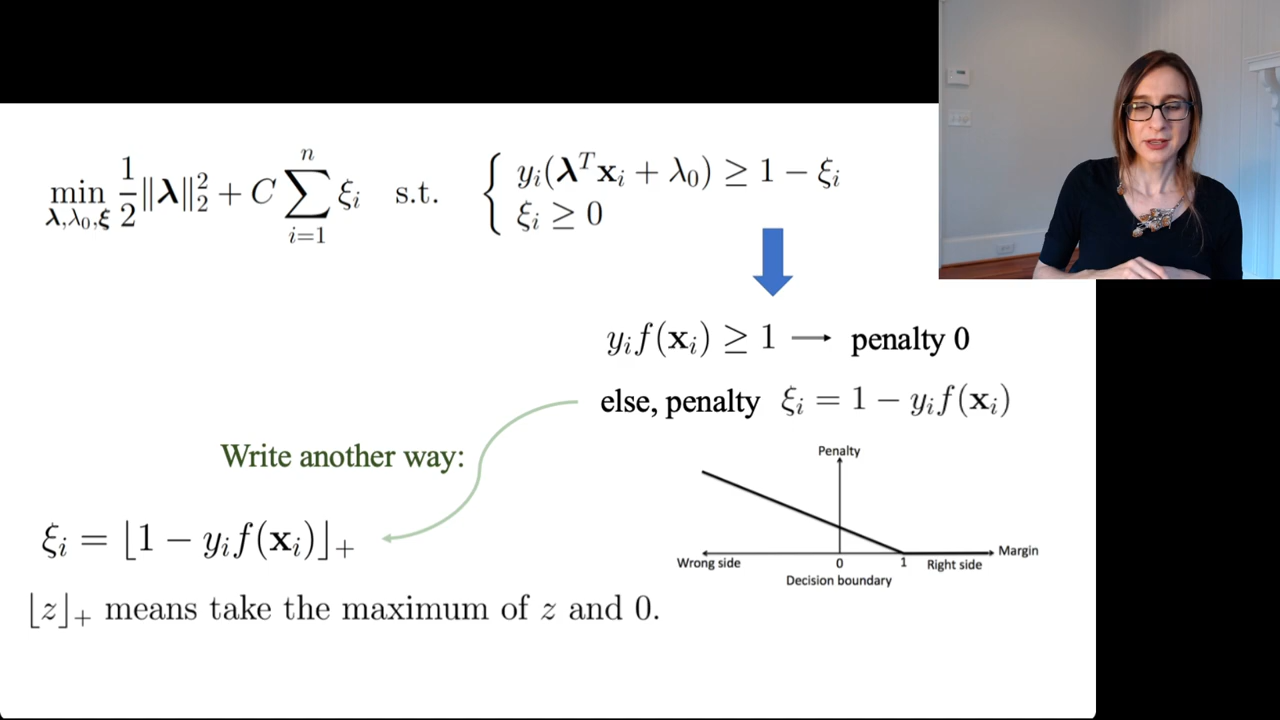 min_{λ,λ₀,ξ} 1/2 ‖λ‖₂² + C ∑_{i=1}^{n} ξᵢ s.t. { yᵢ(λᵀxᵢ + λ₀) ≥ 1 − ξᵢ
ξᵢ ≥ 0
yᵢf(xᵢ) ≥ 1 → penalty 0
else, penalty ξᵢ = 1 − yᵢf(xᵢ)
Write another way:
ξᵢ = ⌊1 − yᵢf(xᵢ)⌋₊
⌊z⌋₊ means take the maximum of z and 0.
Penalty
Margin
Wrong side 0 1 Right side
Decision boundary